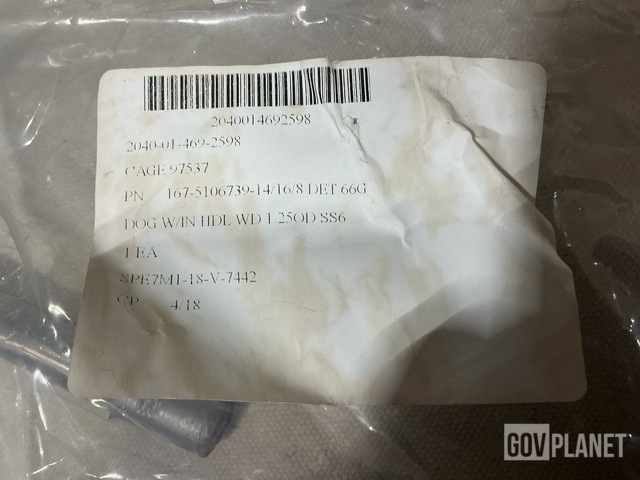 2040014692598
2040-01-469-2598
CAGE 97537
PN 167-5106739-14/16/8 DET 66G
DOG W/IN HDL WD 1.25OD SS6
1 EA
SPE7M1-18-V-7442
CP 4/18
GOVPLANET